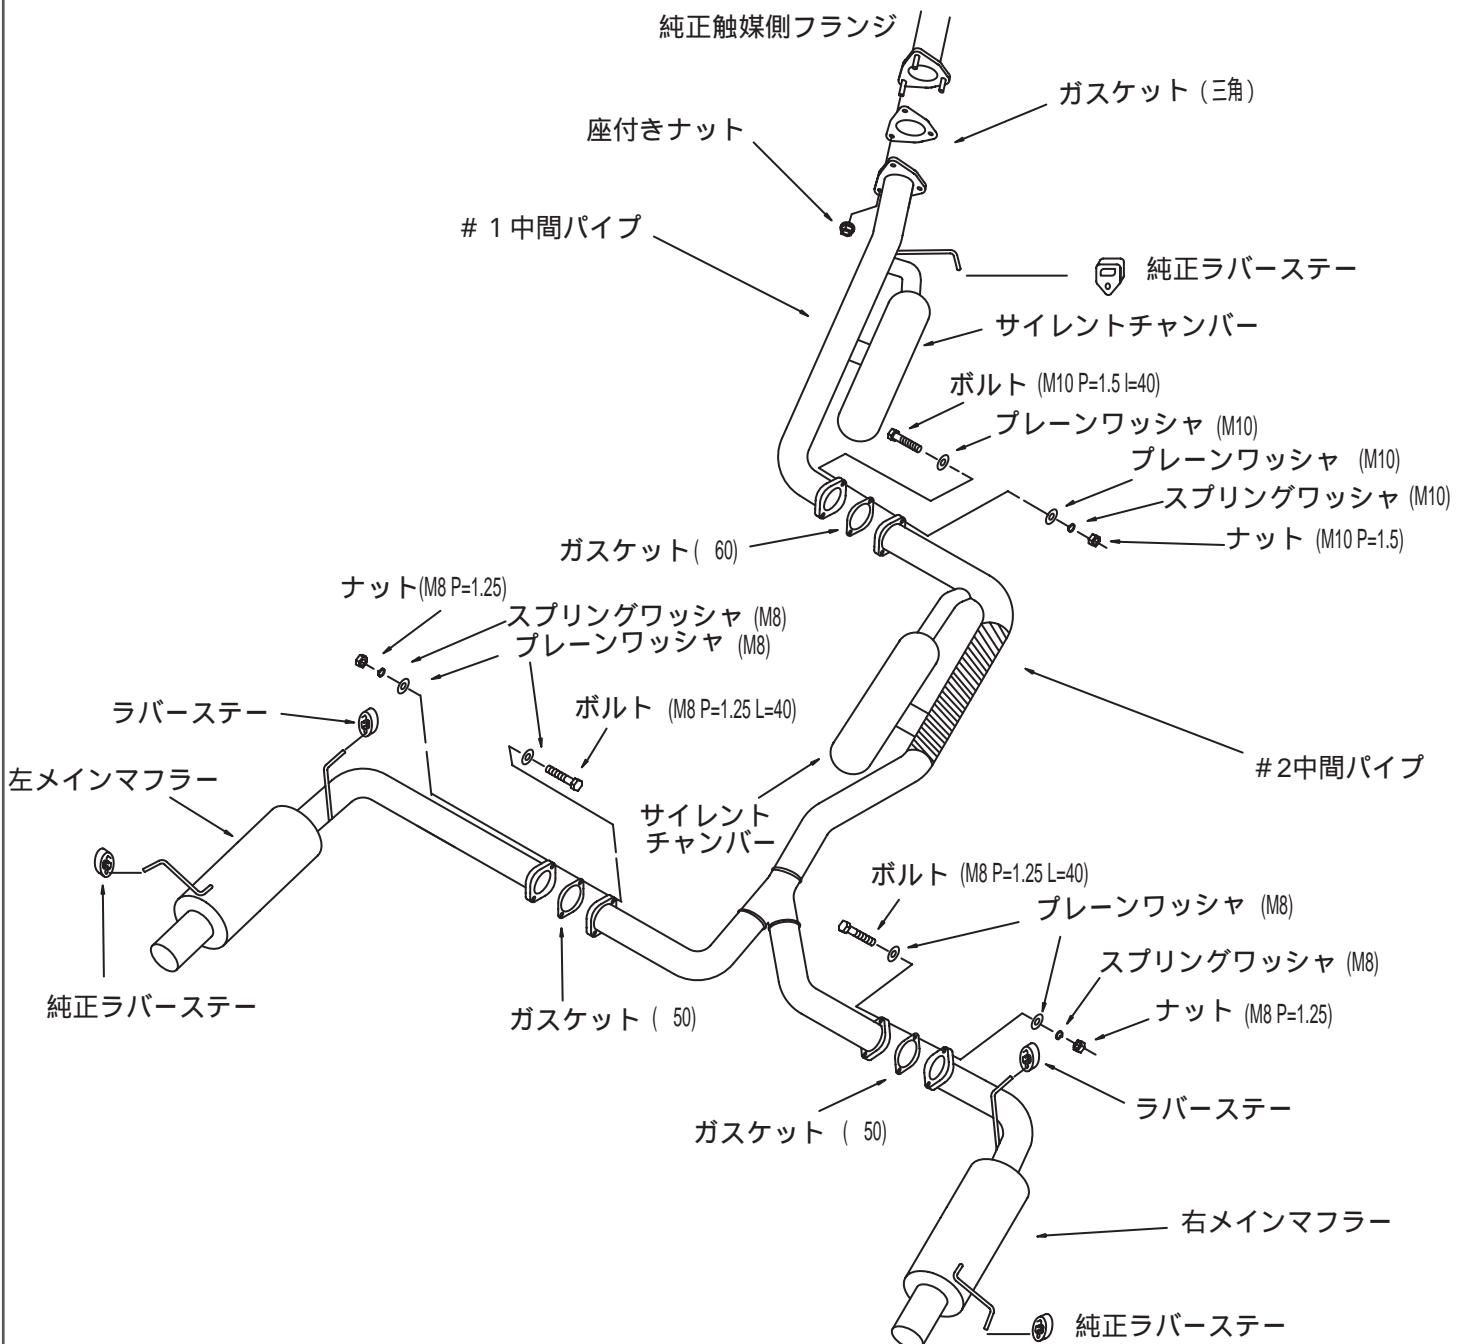 純正触媒側フランジ
ガスケット (三角)
座付きナット
# 1 中間パイプ
純正ラバーステー
サイレントチャンバー
ボルト (M10 P=1.5 l=40)
プレーンワッシャ (M10)
プレーンワッシャ (M10)
スプリングワッシャ (M10)
ナット (M10 P=1.5)
ガスケット ( 60)
ナット (M8 P=1.25)
スプリングワッシャ (M8)
プレーンワッシャ (M8)
ラバーステー
ボルト (M8 P=1.25 L=40)
左メインマフラー
#2中間パイプ
サイレント
チャンバー
ボルト (M8 P=1.25 L=40)
プレーンワッシャ (M8)
スプリングワッシャ (M8)
純正ラバーステー
ガスケット ( 50)
ナット (M8 P=1.25)
ラバーステー
ガスケット ( 50)
右メインマフラー
純正ラバーステー